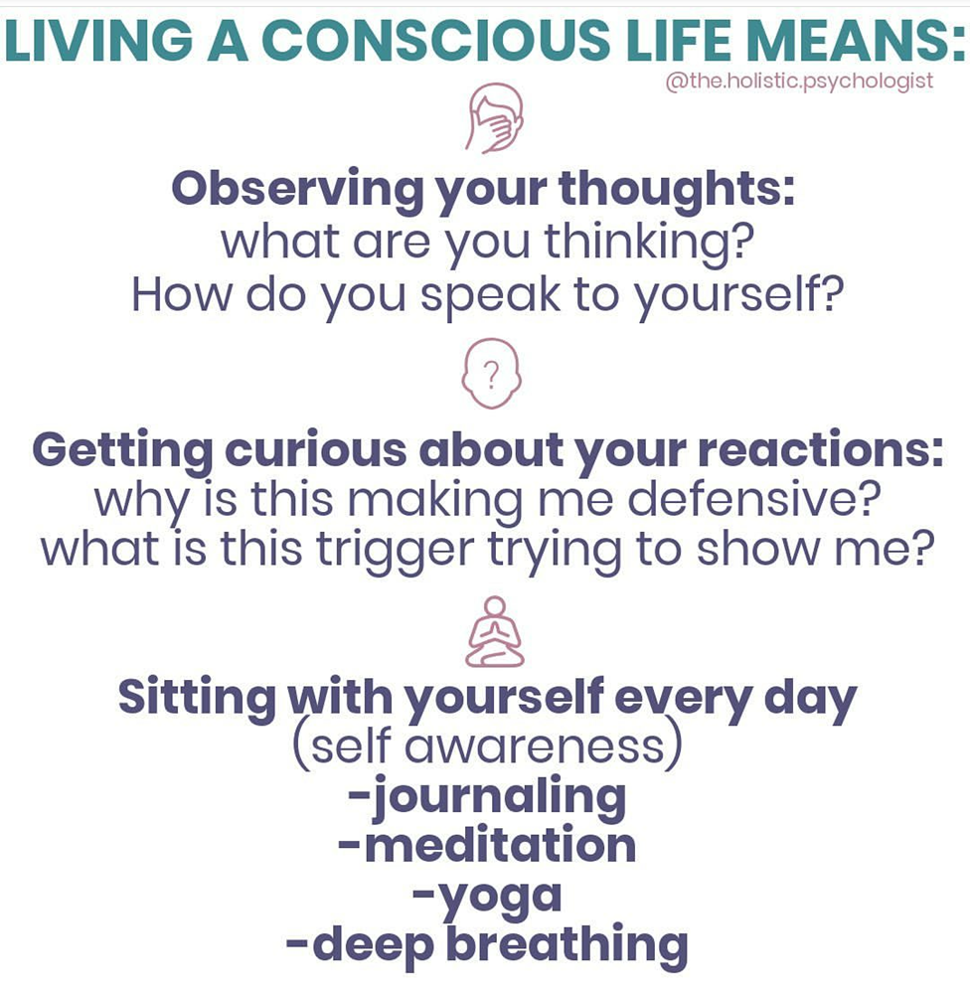 LIVING A CONSCIOUS LIFE MEANS:
@the.holistic.psychologist
Observing your thoughts:
what are you thinking?
How do you speak to yourself?
?
Getting curious about your reactions:
why is this making me defensive?
what is this trigger trying to show me?
Sitting with yourself every day
(self awareness)
-journaling
-meditation
-yoga
-deep breathing